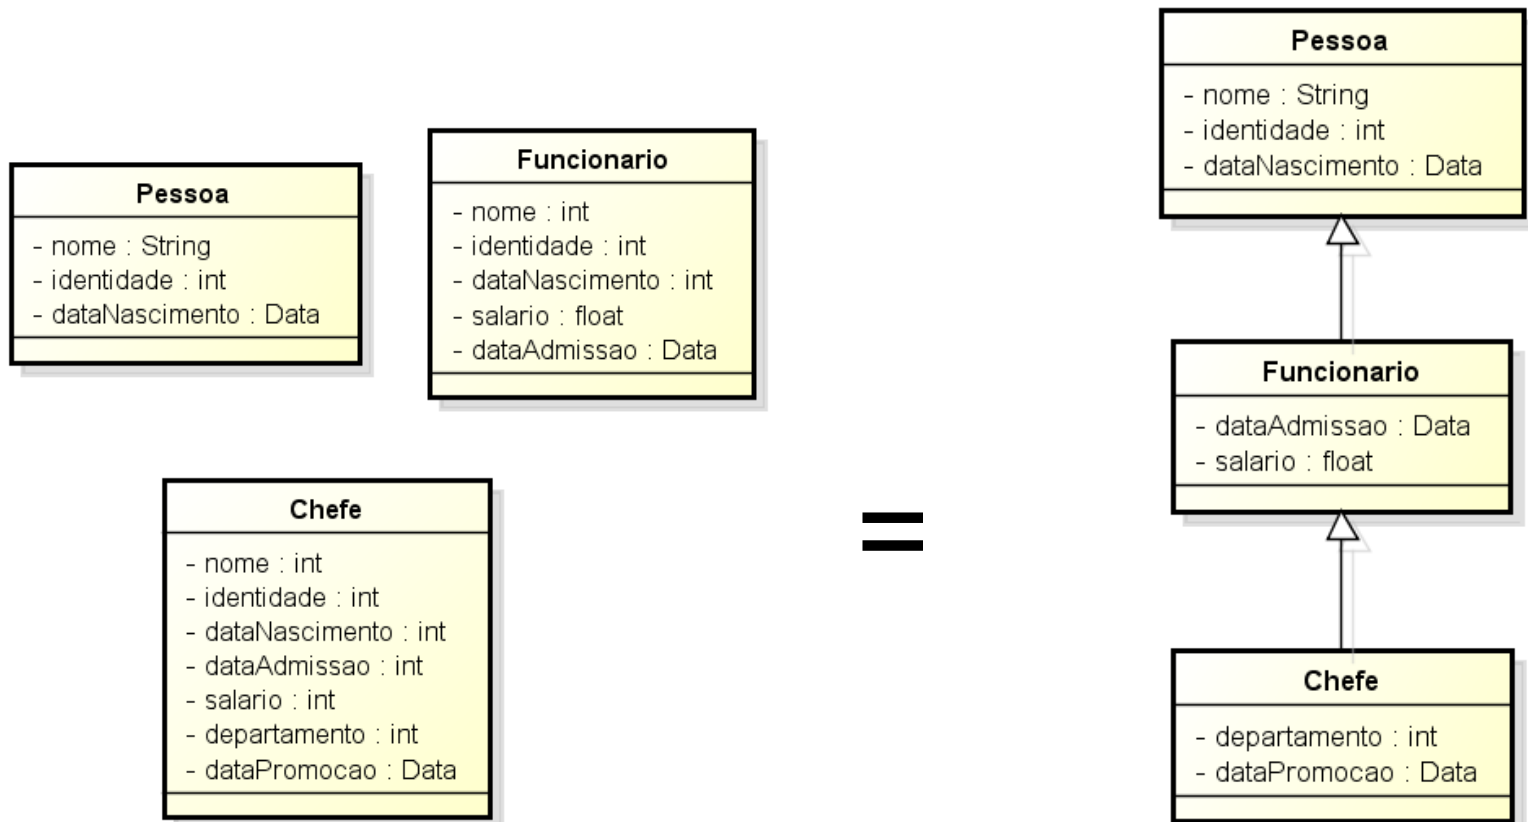 Pessoa
- nome : String
- identidade : int
- dataNascimento : Data
Funcionario
- nome : int
- identidade : int
- dataNascimento : int
- salario : float
- dataAdmissao : Data
Chefe
- nome : int
- identidade : int
- dataNascimento : int
- dataAdmissao : int
- salario : int
- departamento : int
- dataPromocao : Data
=
Pessoa
- nome : String
- identidade : int
- dataNascimento : Data
Funcionario
- dataAdmissao : Data
- salario : float
Chefe
- departamento : int
- dataPromocao : Data